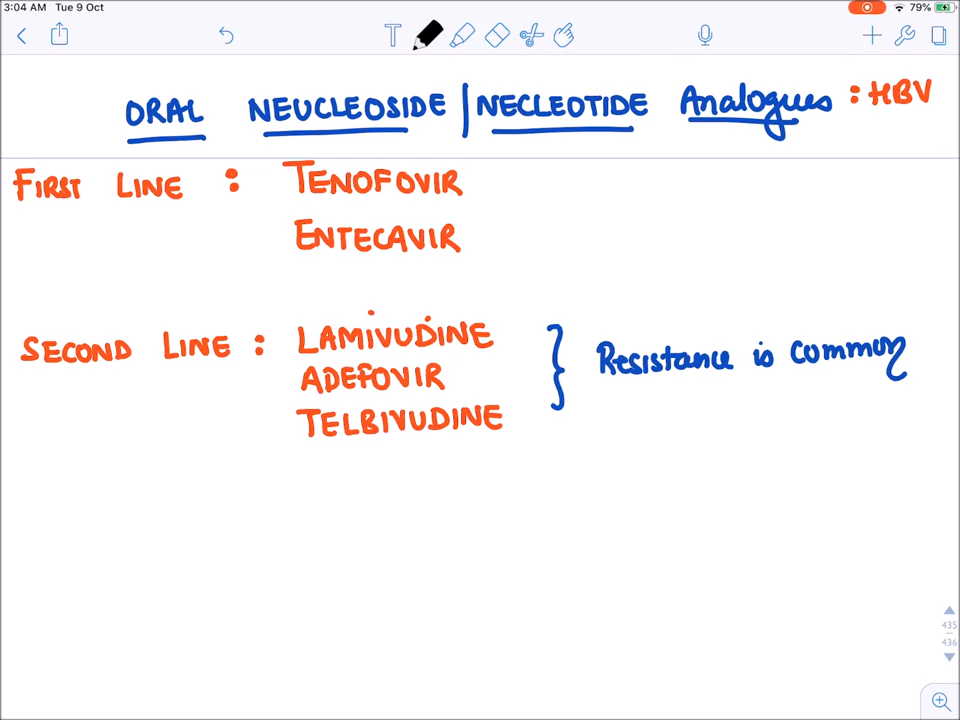 3:04 AM Tue 9 Oct 79%
T
ORAL NEUCLEOSIDE | NECLEOTIDE Analogues : HBV
FIRST LINE : TENOFOVIR
ENTECAVIR
SECOND LINE : LAMIVUDINE
ADEFOVIR
TELBIVUDINE
} Resistance is common
435
436